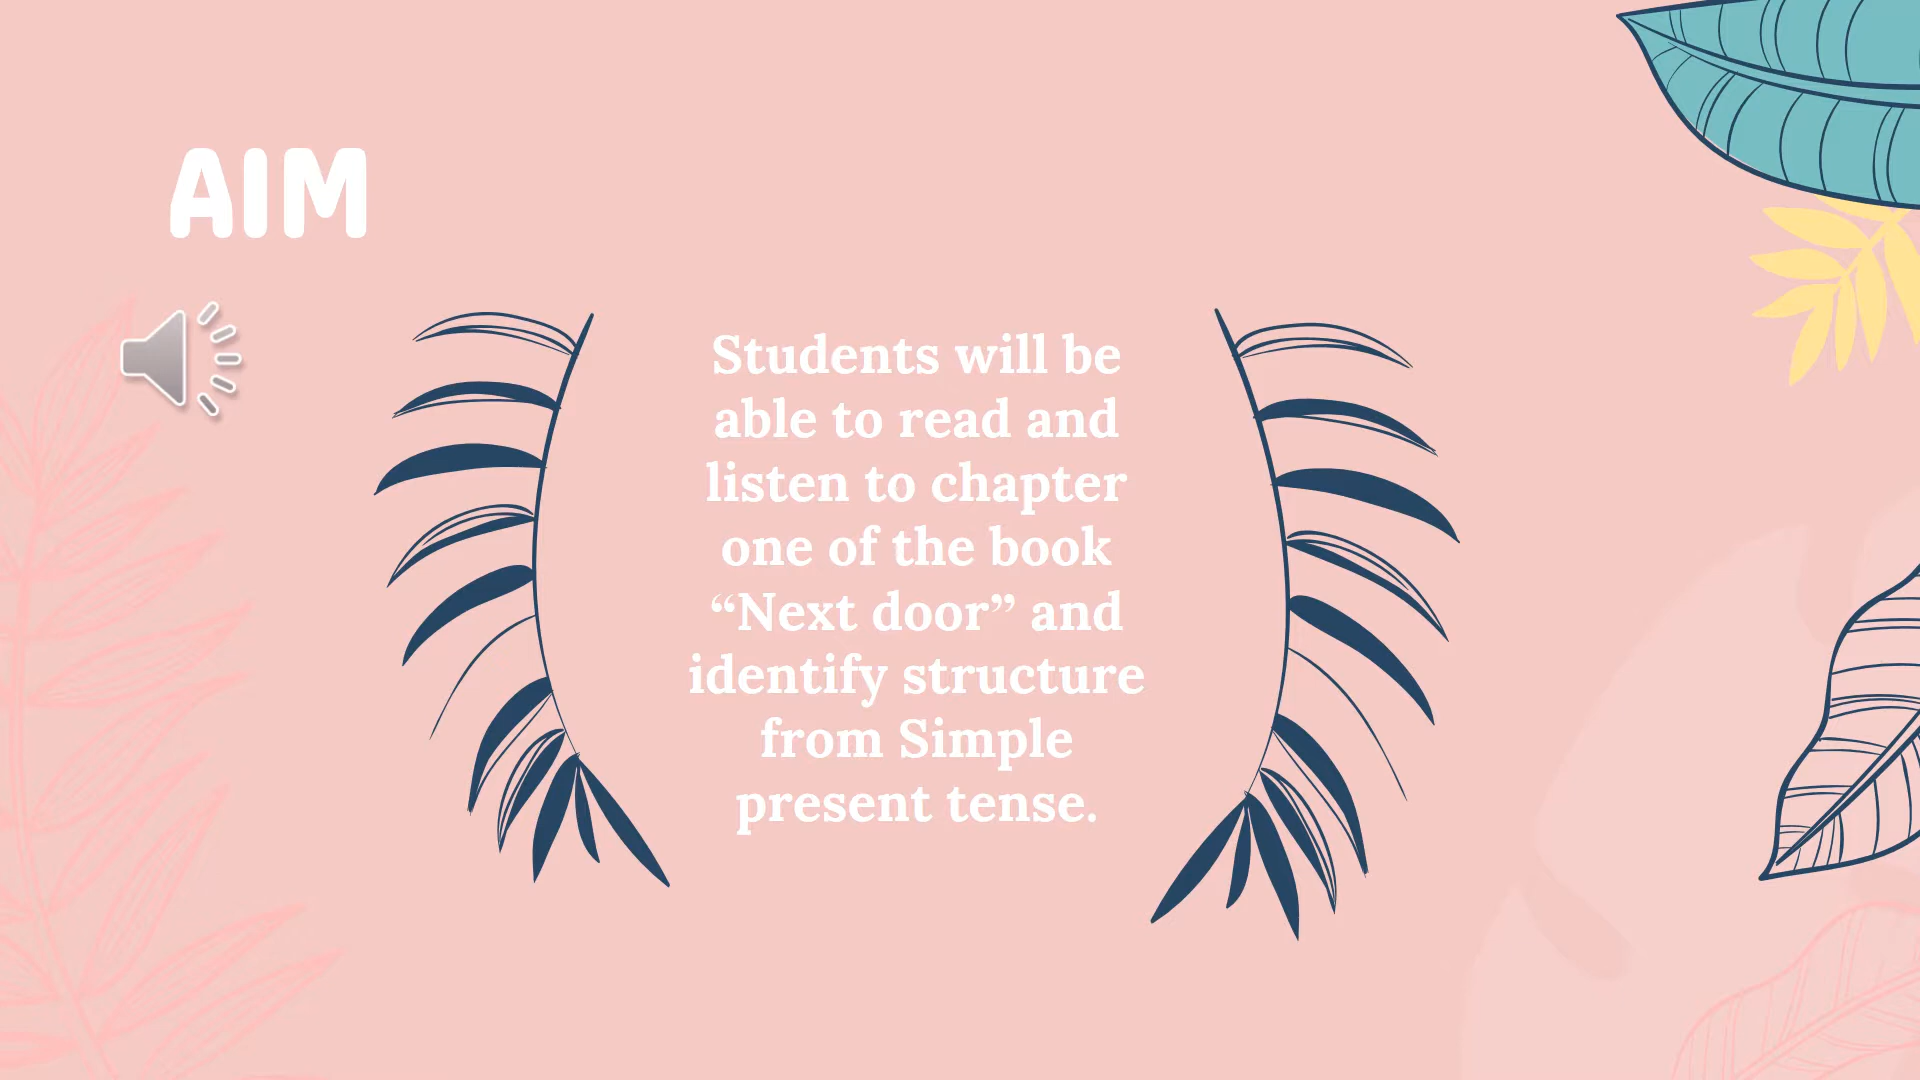 AIM
Students will be
able to read and
listen to chapter
one of the book
“Next door” and
identify structure
from Simple
present tense.